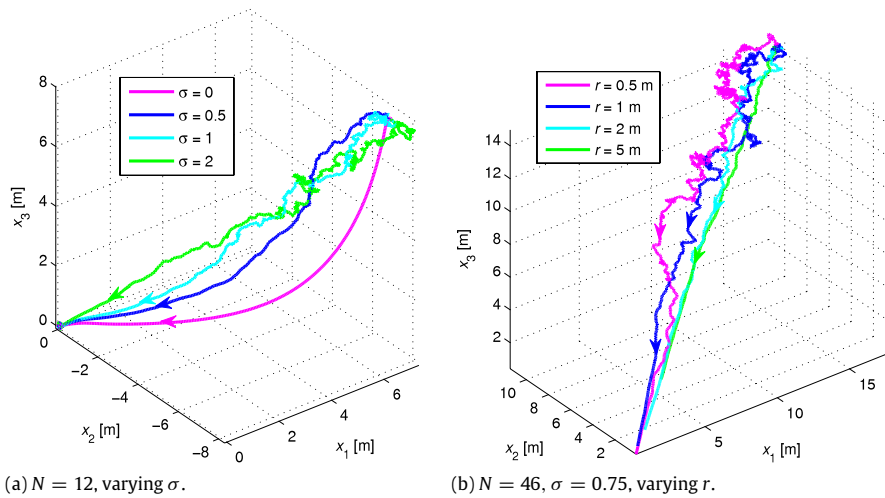 8
6
4
2
0
x3 [m]
σ = 0
σ = 0.5
σ = 1
σ = 2
0
−2
−4
−6
−8
x2 [m]
0
2
4
6
x1 [m]
(a) N = 12, varying σ.
14
12
10
8
6
4
2
x3 [m]
r = 0.5 m
r = 1 m
r = 2 m
r = 5 m
10
8
6
4
2
x2 [m]
5
10
15
x1 [m]
(b) N = 46, σ = 0.75, varying r.